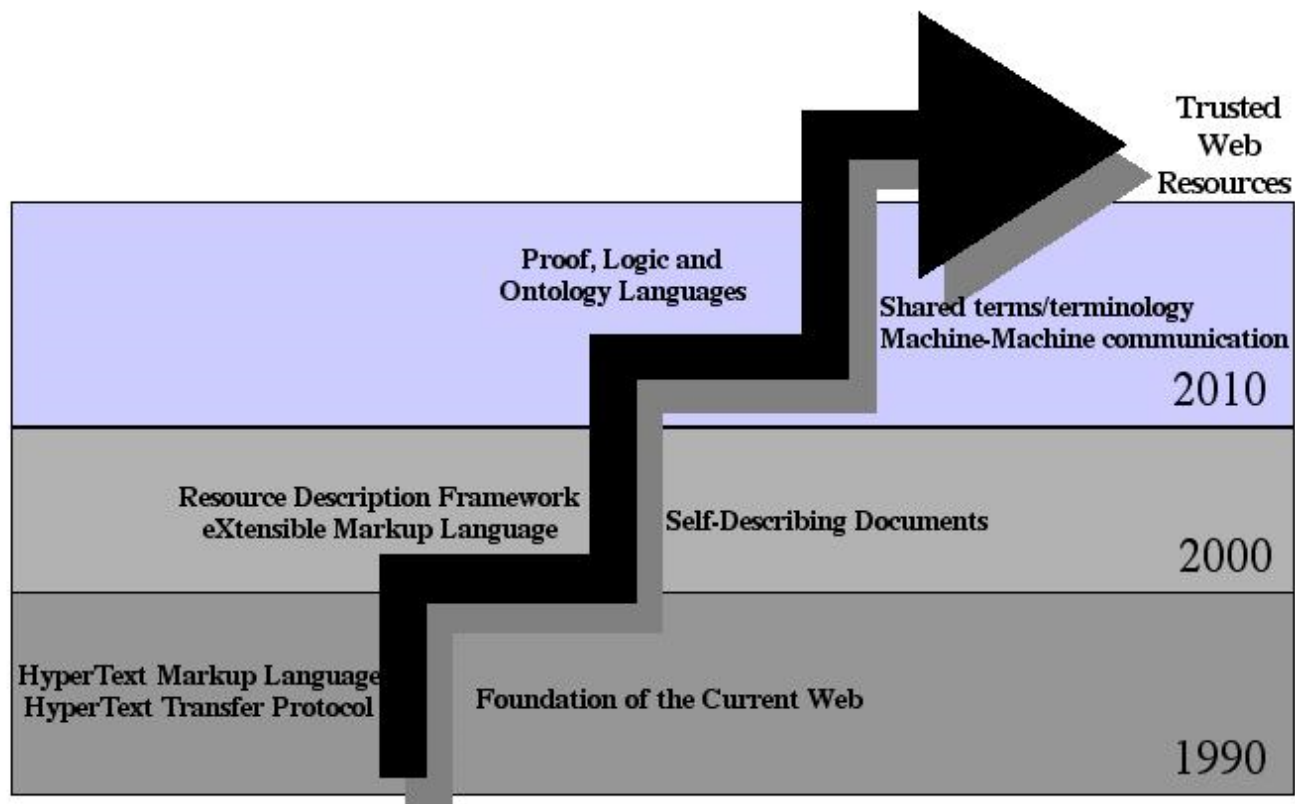 Trusted
Web
Resources
Proof, Logic and
Ontology Languages
Shared terms/terminology
Machine-Machine communication
2010
Resource Description Framework
eXtensible Markup Language
Self-Describing Documents
2000
HyperText Markup Language
HyperText Transfer Protocol
Foundation of the Current Web
1990